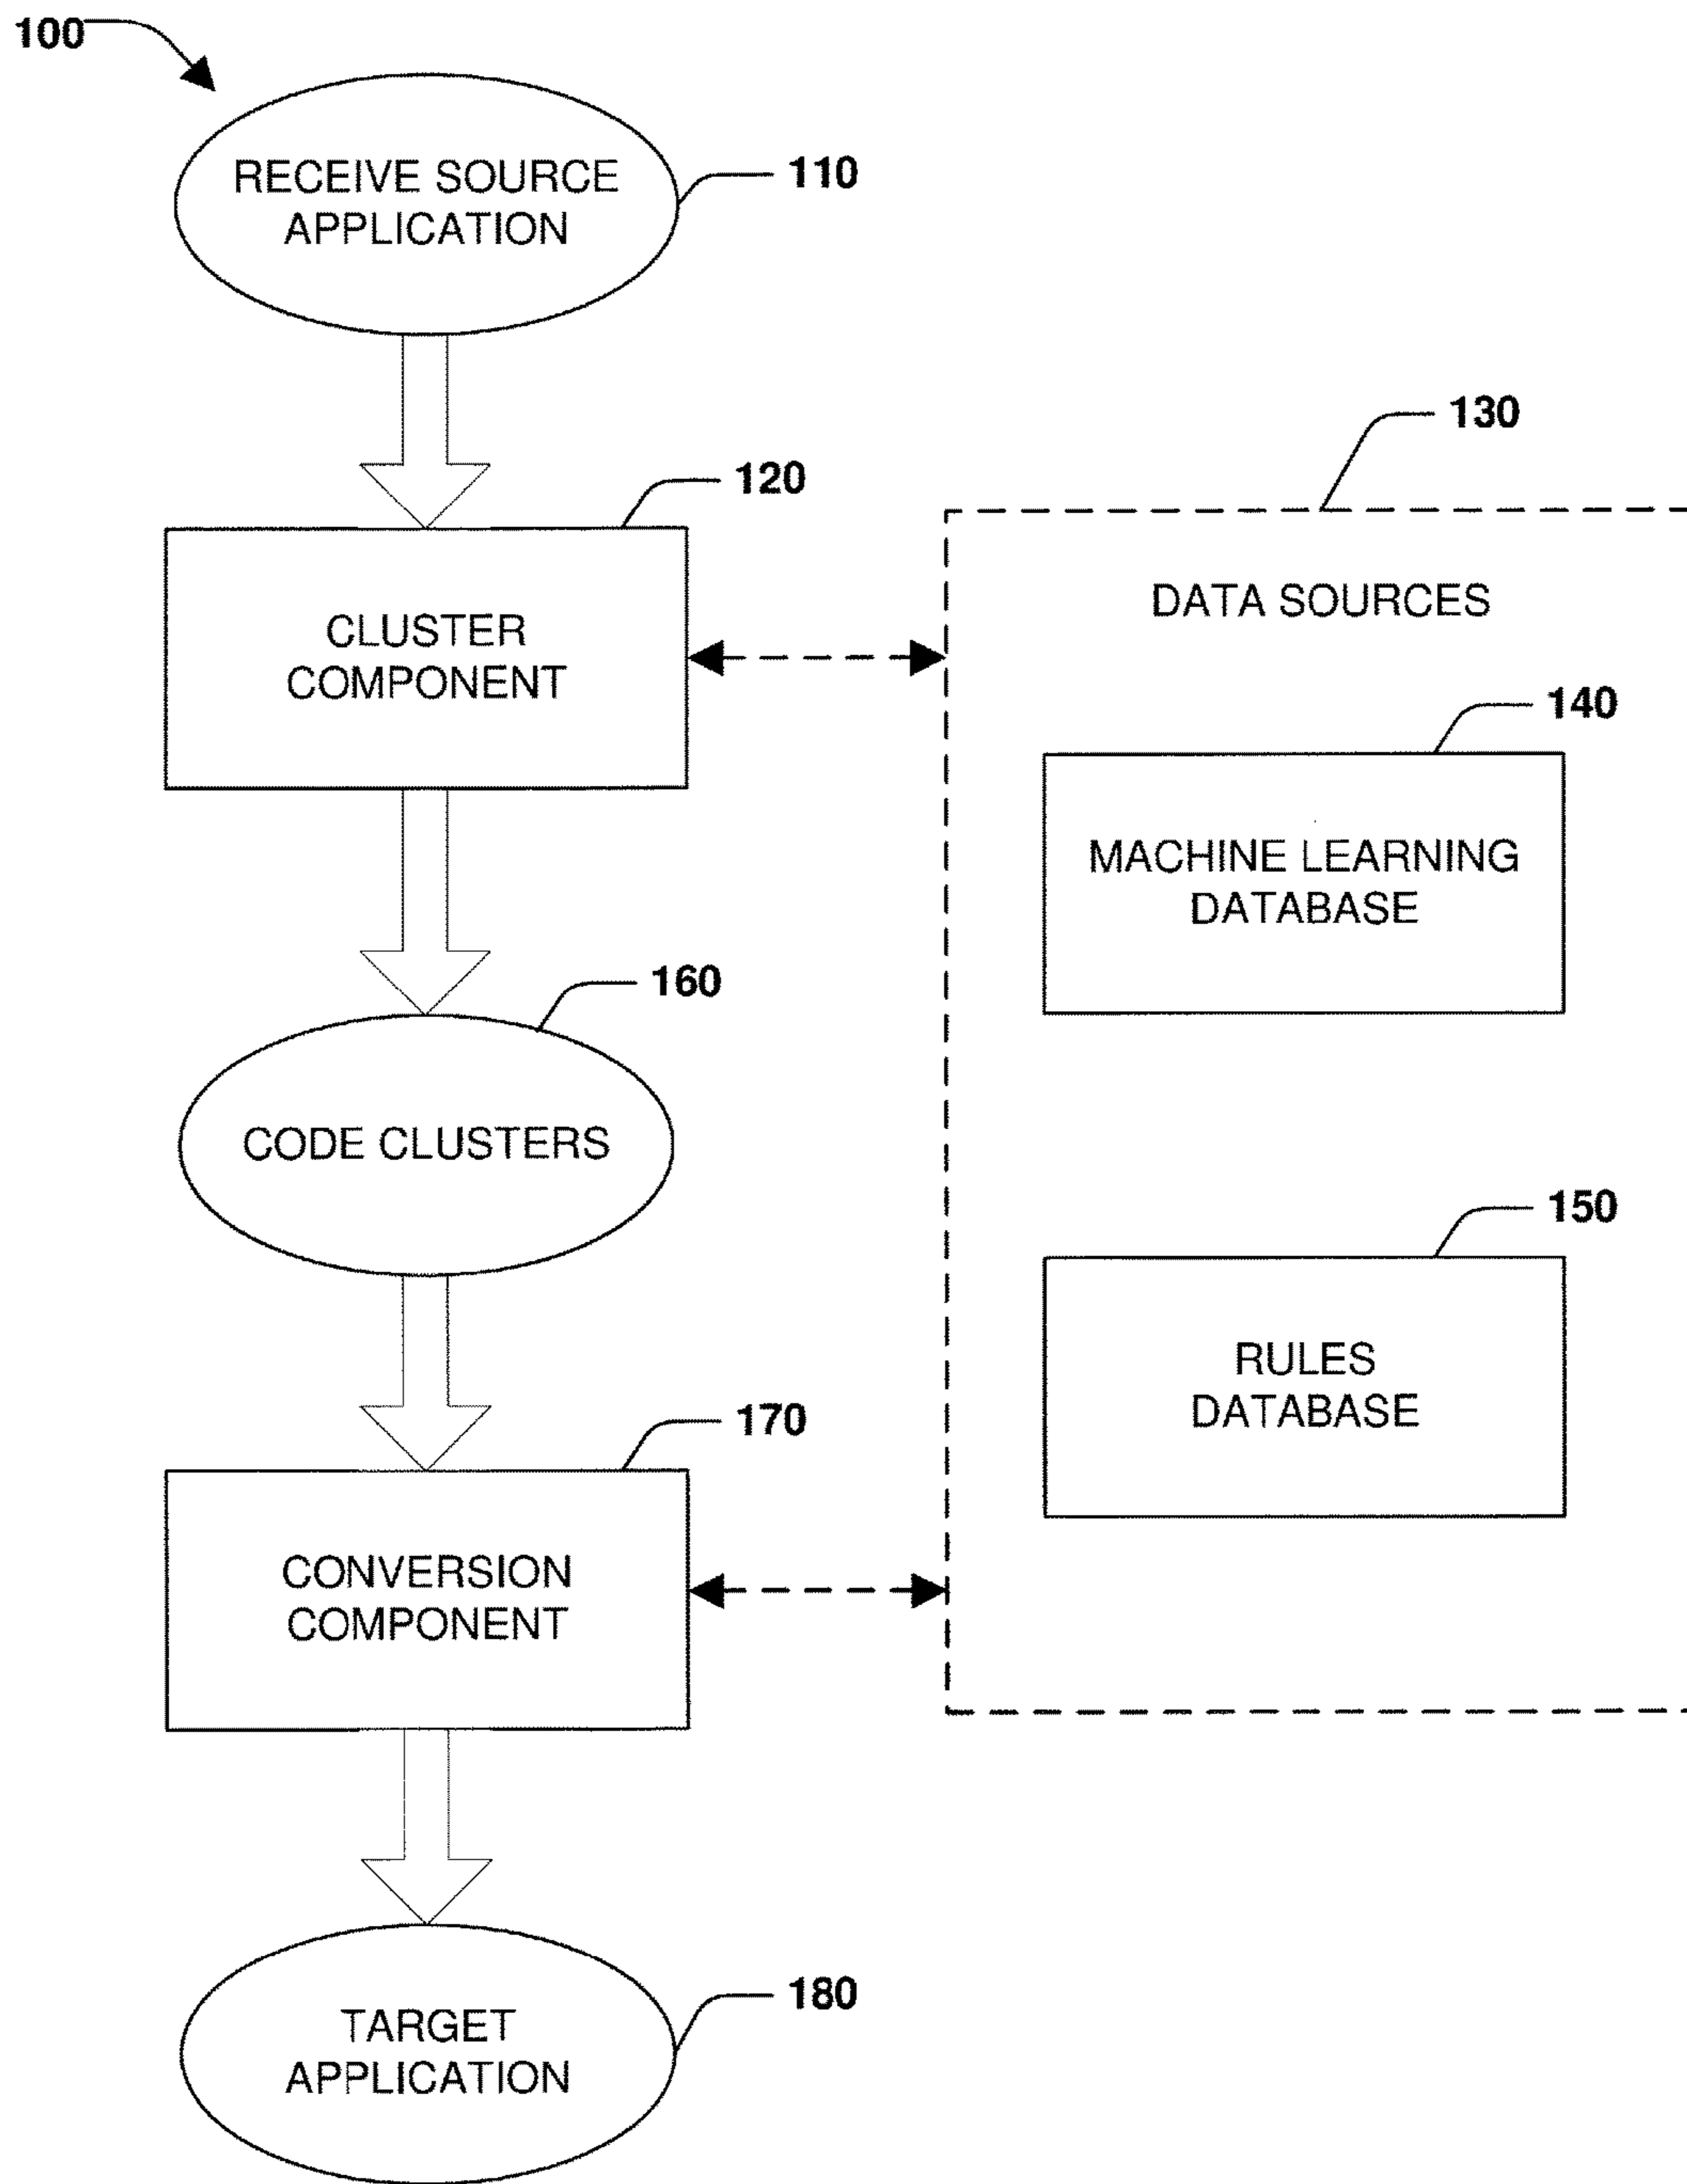 100
RECEIVE SOURCE
APPLICATION
110
120
CLUSTER
COMPONENT
130
DATA SOURCES
140
MACHINE LEARNING
DATABASE
160
CODE CLUSTERS
150
RULES
DATABASE
170
CONVERSION
COMPONENT
180
TARGET
APPLICATION